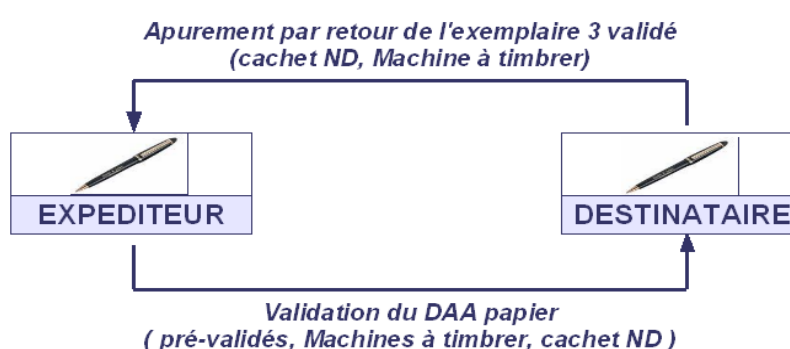 Apurement par retour de l'exemplaire 3 validé
(cachet ND, Machine à timbrer)
EXPEDITEUR
DESTINATAIRE
Validation du DAA papier
( pré-validés, Machines à timbrer, cachet ND )